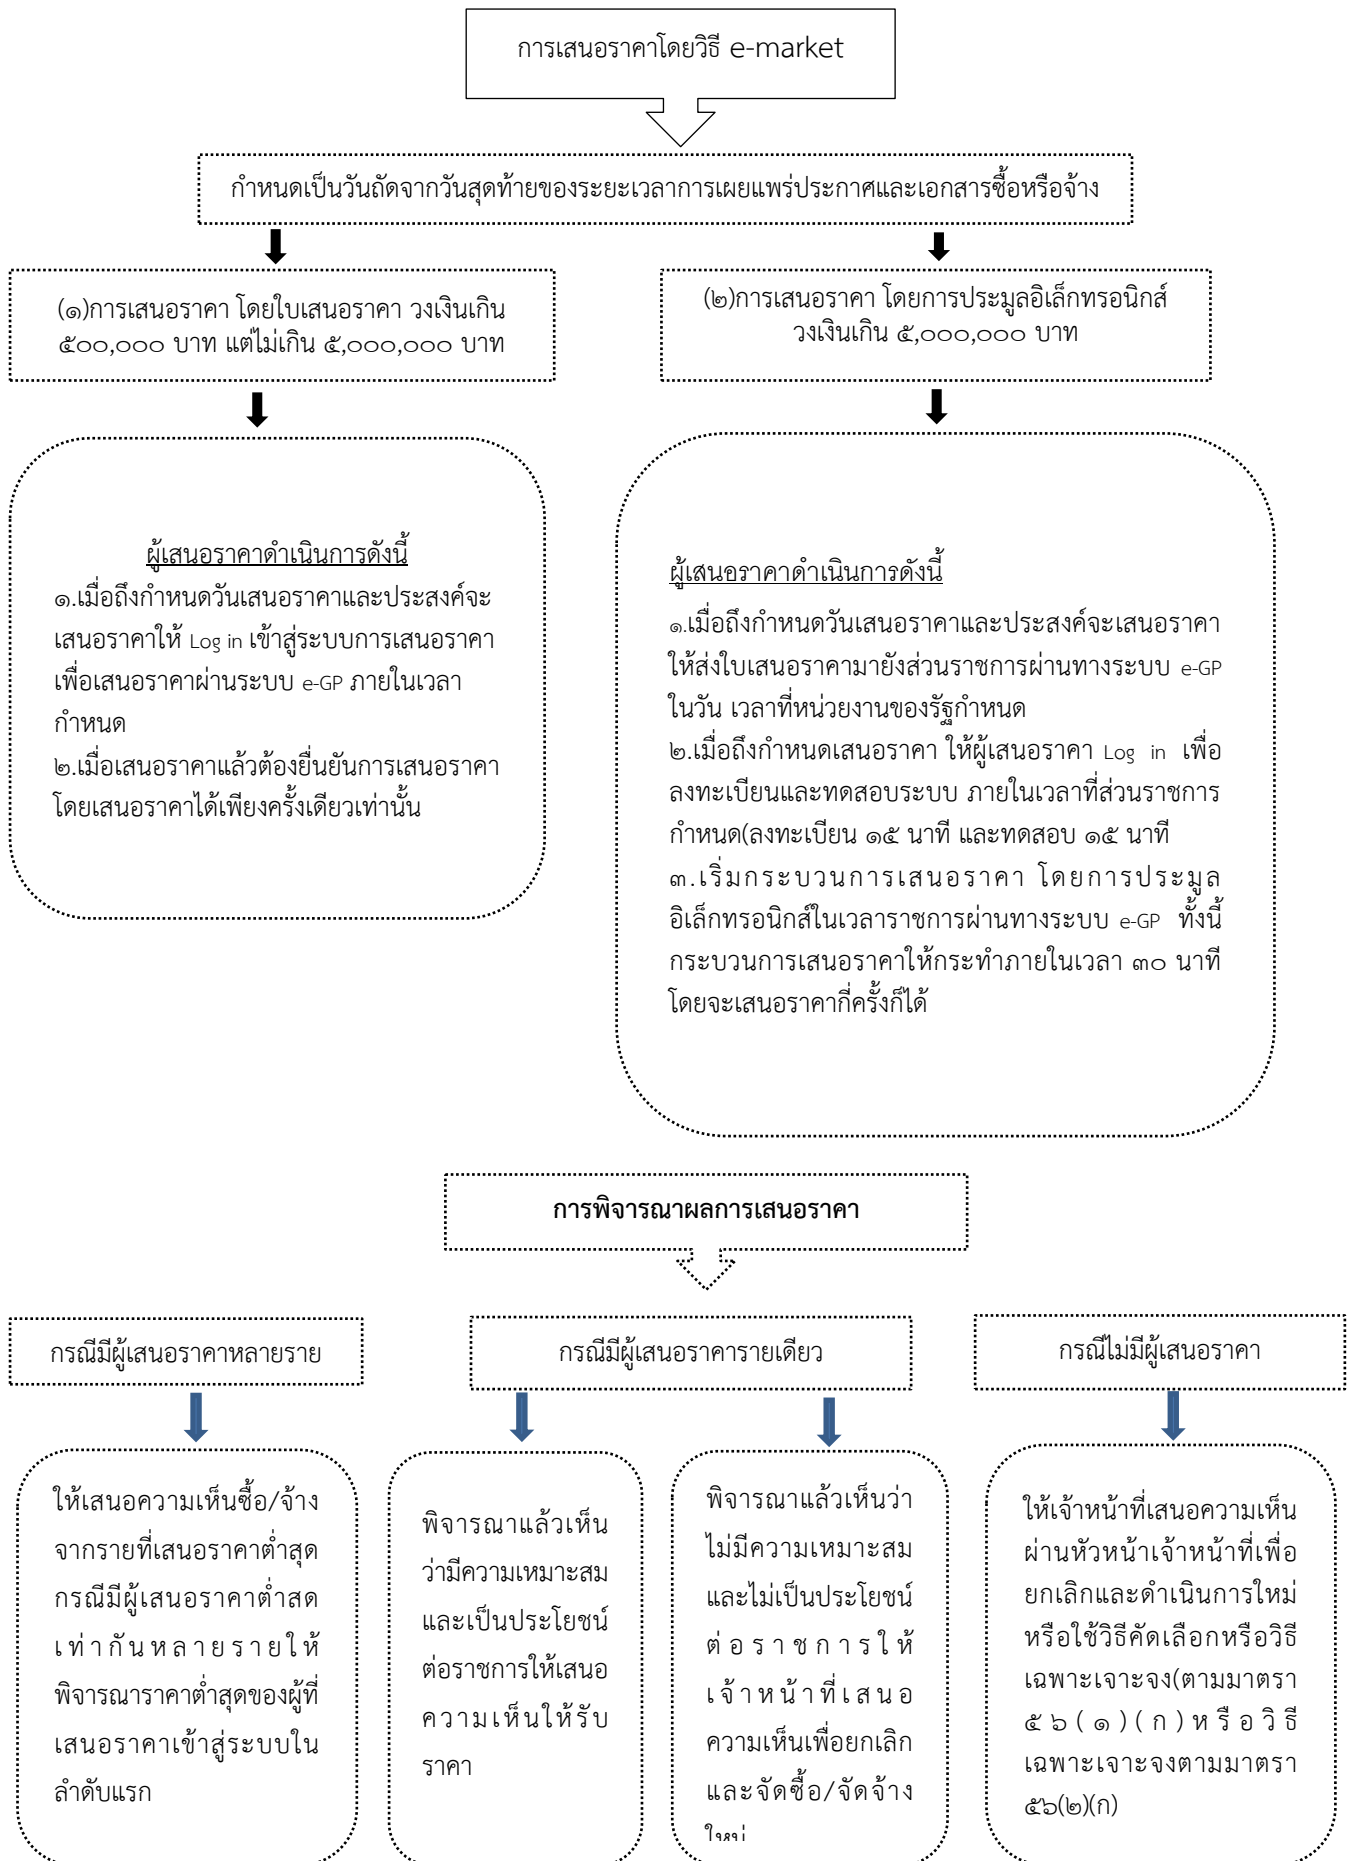 การเสนอราคาโดยวิธี e-market
กำหนดเป็นวันถัดจากวันสุดท้ายของระยะเวลาการเผยแพร่ประกาศและเอกสารซื้อหรือจ้าง
(๑)การเสนอราคา โดยใบเสนอราคา วงเงินเกิน
๕๐๐,๐๐๐ บาท แต่ไม่เกิน ๕,๐๐๐,๐๐๐ บาท
(๒)การเสนอราคา โดยการประมูลอิเล็กทรอนิกส์
วงเงินเกิน ๕,๐๐๐,๐๐๐ บาท
ผู้เสนอราคาดำเนินการดังนี้
๑.เมื่อถึงกำหนดวันเสนอราคาและประสงค์จะ
เสนอราคาให้ Log in เข้าสู่ระบบการเสนอราคา
เพื่อเสนอราคาผ่านระบบ e-GP ภายในเวลา
กำหนด
๒.เมื่อเสนอราคาแล้วต้องยื่นยันการเสนอราคา
โดยเสนอราคาได้เพียงครั้งเดียวเท่านั้น
ผู้เสนอราคาดำเนินการดังนี้
๑.เมื่อถึงกำหนดวันเสนอราคาและประสงค์จะเสนอราคา
ให้ส่งใบเสนอราคามายังส่วนราชการผ่านทางระบบ e-GP
ในวัน เวลาที่หน่วยงานของรัฐกำหนด
๒.เมื่อถึงกำหนดเสนอราคา ให้ผู้เสนอราคา Log in เพื่อ
ลงทะเบียนและทดสอบระบบ ภายในเวลาที่ส่วนราชการ
กำหนด(ลงทะเบียน ๑๕ นาที และทดสอบ ๑๕ นาที
๓.เริ่มกระบวนการเสนอราคา โดยการประมูล
อิเล็กทรอนิกส์ในเวลาราชการผ่านทางระบบ e-GP ทั้งนี้
กระบวนการเสนอราคาให้กระทำภายในเวลา ๓๐ นาที
โดยจะเสนอราคากี่ครั้งก็ได้
การพิจารณาผลการเสนอราคา
กรณีมีผู้เสนอราคาหลายราย
กรณีมีผู้เสนอราคารายเดียว
กรณีไม่มีผู้เสนอราคา
ให้เสนอความเห็นซื้อ/จ้าง
จากรายที่เสนอราคาต่ำสุด
กรณีมีผู้เสนอราคาต่ำสด
เท่ากันหลายรายให้
พิจารณาราคาต่ำสุดของผู้ที่
เสนอราคาเข้าสู่ระบบใน
ลำดับแรก
พิจารณาแล้วเห็น
ว่ามีความเหมาะสม
และเป็นประโยชน์
ต่อราชการให้เสนอ
ความเห็นให้รับ
ราคา
พิจารณาแล้วเห็นว่า
ไม่มีความเหมาะสม
และไม่เป็นประโยชน์
ต่อราชการให้
เจ้าหน้าที่เสนอ
ความเห็นเพื่อยกเลิก
และจัดซื้อ/จัดจ้าง
ใหม่
ให้เจ้าหน้าที่เสนอความเห็น
ผ่านหัวหน้าเจ้าหน้าที่เพื่อ
ยกเลิกและดำเนินการใหม่
หรือใช้วิธีคัดเลือกหรือวิธี
เฉพาะเจาะจง(ตามมาตรา
๕๖(๑)(ก)หรือวิธี
เฉพาะเจาะจงตามมาตรา
๕๖(๒)(ก)